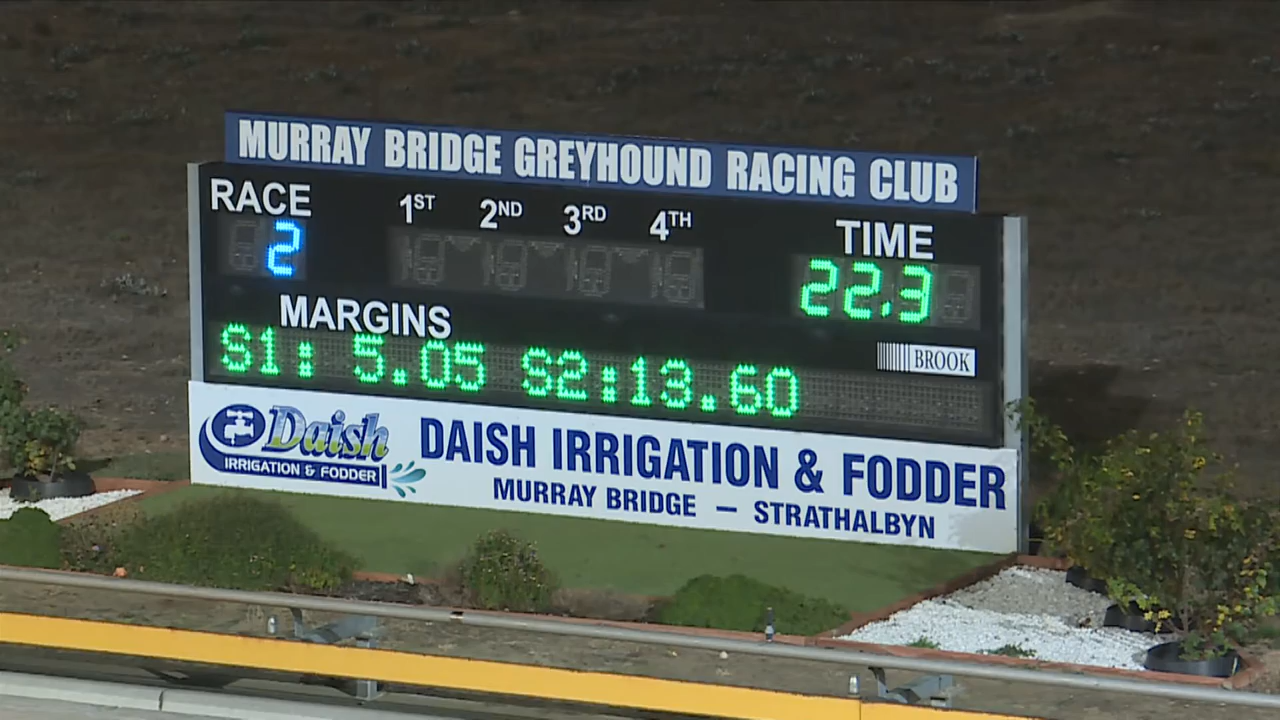 MURRAY BRIDGE GREYHOUND RACING CLUB
RACE 1ST 2ND 3RD 4TH TIME
2 22.3
MARGINS
S1: 5.05 S2:13.60
BROOK
Daish
IRRIGATION & FODDER
DAISH IRRIGATION & FODDER
MURRAY BRIDGE – STRATHALBYN